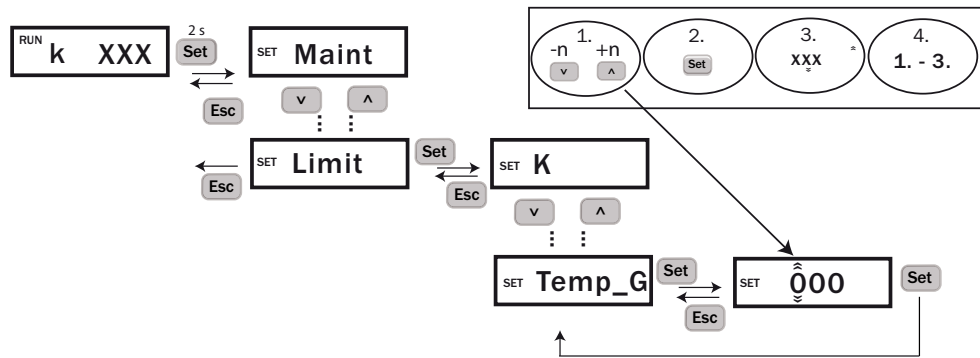 RUN k XXX
2 s
Set
Esc
SET Maint
v ^
SET Limit
Esc
Set
Esc
SET K
v ^
SET Temp_G
Set
Esc
SET 000
Set
1.
-n +n
v ^
2.
Set
3.
xxx
4.
1. - 3.